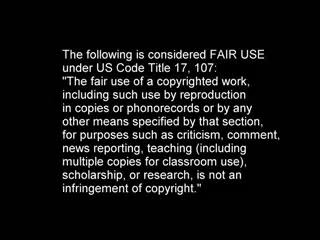 The following is considered FAIR USE
under US Code Title 17, 107:
"The fair use of a copyrighted work,
including such use by reproduction
in copies or phonorecords or by any
other means specified by that section,
for purposes such as criticism, comment,
news reporting, teaching (including
multiple copies for classroom use),
scholarship, or research, is not an
infringement of copyright."